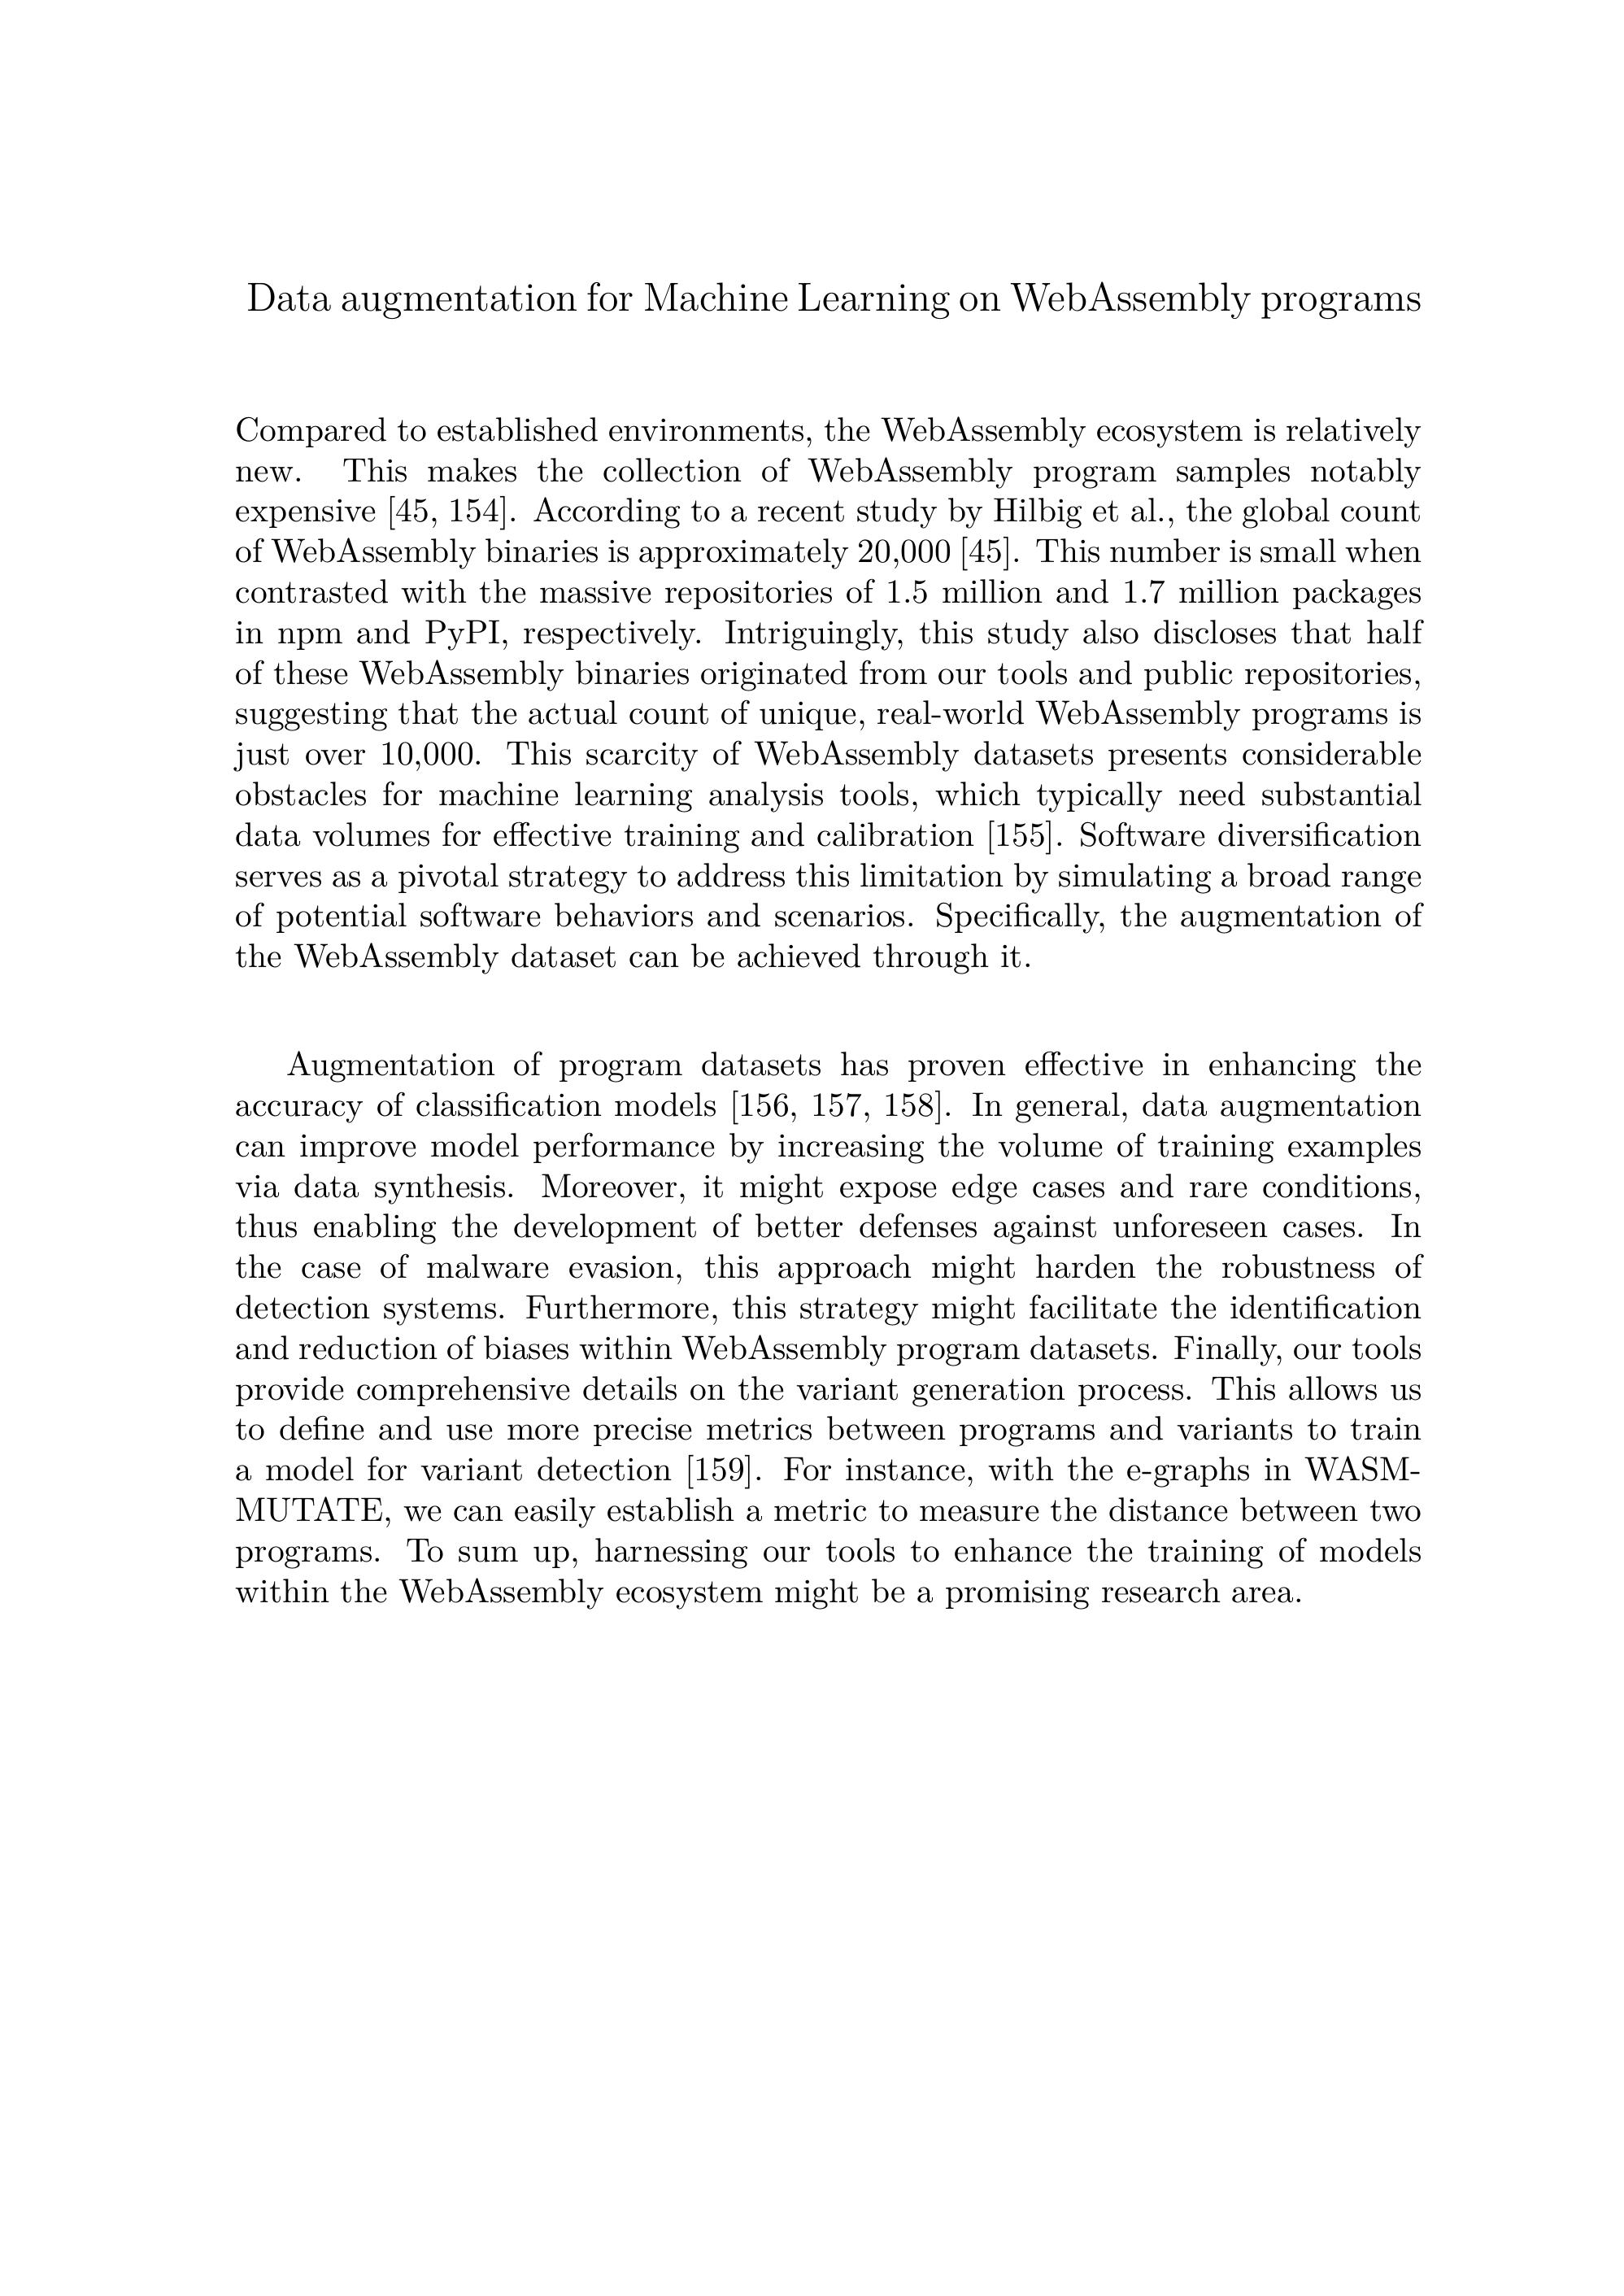 Data augmentation for Machine Learning on WebAssembly programs
Compared to established environments, the WebAssembly ecosystem is relatively
new. This makes the collection of WebAssembly program samples notably
expensive [45, 154]. According to a recent study by Hilbig et al., the global count
of WebAssembly binaries is approximately 20,000 [45]. This number is small when
contrasted with the massive repositories of 1.5 million and 1.7 million packages
in npm and PyPI, respectively. Intriguingly, this study also discloses that half
of these WebAssembly binaries originated from our tools and public repositories,
suggesting that the actual count of unique, real-world WebAssembly programs is
just over 10,000. This scarcity of WebAssembly datasets presents considerable
obstacles for machine learning analysis tools, which typically need substantial
data volumes for effective training and calibration [155]. Software diversification
serves as a pivotal strategy to address this limitation by simulating a broad range
of potential software behaviors and scenarios. Specifically, the augmentation of
the WebAssembly dataset can be achieved through it.
Augmentation of program datasets has proven effective in enhancing the
accuracy of classification models [156, 157, 158]. In general, data augmentation
can improve model performance by increasing the volume of training examples
via data synthesis. Moreover, it might expose edge cases and rare conditions,
thus enabling the development of better defenses against unforeseen cases. In
the case of malware evasion, this approach might harden the robustness of
detection systems. Furthermore, this strategy might facilitate the identification
and reduction of biases within WebAssembly program datasets. Finally, our tools
provide comprehensive details on the variant generation process. This allows us
to define and use more precise metrics between programs and variants to train
a model for variant detection [159]. For instance, with the e-graphs in WASM-
MUTATE, we can easily establish a metric to measure the distance between two
programs. To sum up, harnessing our tools to enhance the training of models
within the WebAssembly ecosystem might be a promising research area.